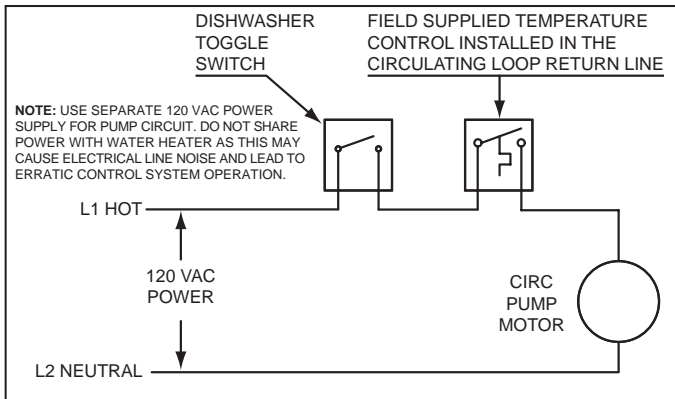 DISHWASHER
TOGGLE
SWITCH
FIELD SUPPLIED TEMPERATURE
CONTROL INSTALLED IN THE
CIRCULATING LOOP RETURN LINE
NOTE: USE SEPARATE 120 VAC POWER
SUPPLY FOR PUMP CIRCUIT. DO NOT SHARE
POWER WITH WATER HEATER AS THIS MAY
CAUSE ELECTRICAL LINE NOISE AND LEAD TO
ERRATIC CONTROL SYSTEM OPERATION.
L1 HOT
120 VAC
POWER
CIRC
PUMP
MOTOR
L2 NEUTRAL